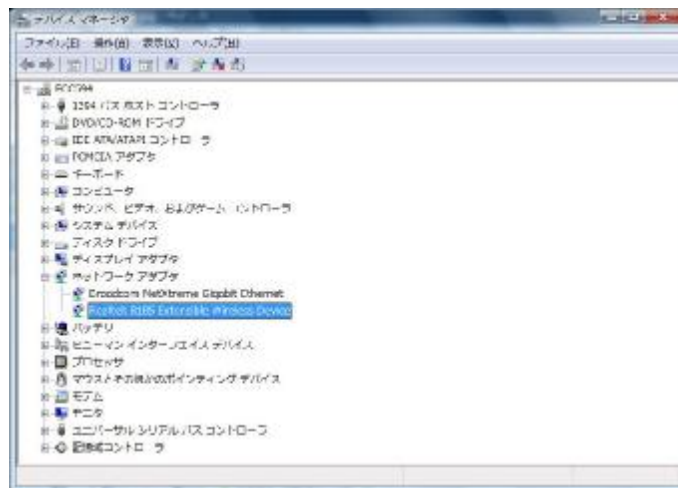 デバイス マネージャ
ファイル(F) 操作(A) 表示(V) ヘルプ(H)
1394 バス ホスト コントローラ
DVD/CD-ROM ドライブ
IDE ATA/ATAPI コントローラ
PCMCIA アダプタ
キーボード
コンピュータ
サウンド、ビデオ、およびゲーム コントローラ
システム デバイス
ディスク ドライブ
ディスプレイ アダプタ
ネットワーク アダプタ
Broadcom NetXtreme Gigabit Ethernet
Extensible Wireless Device
バッテリ
ヒューマン インターフェイス デバイス
プロセッサ
マウスとその他のポインティング デバイス
モデム
モニタ
ユニバーサル シリアル バス コントローラ
記憶域コントローラ